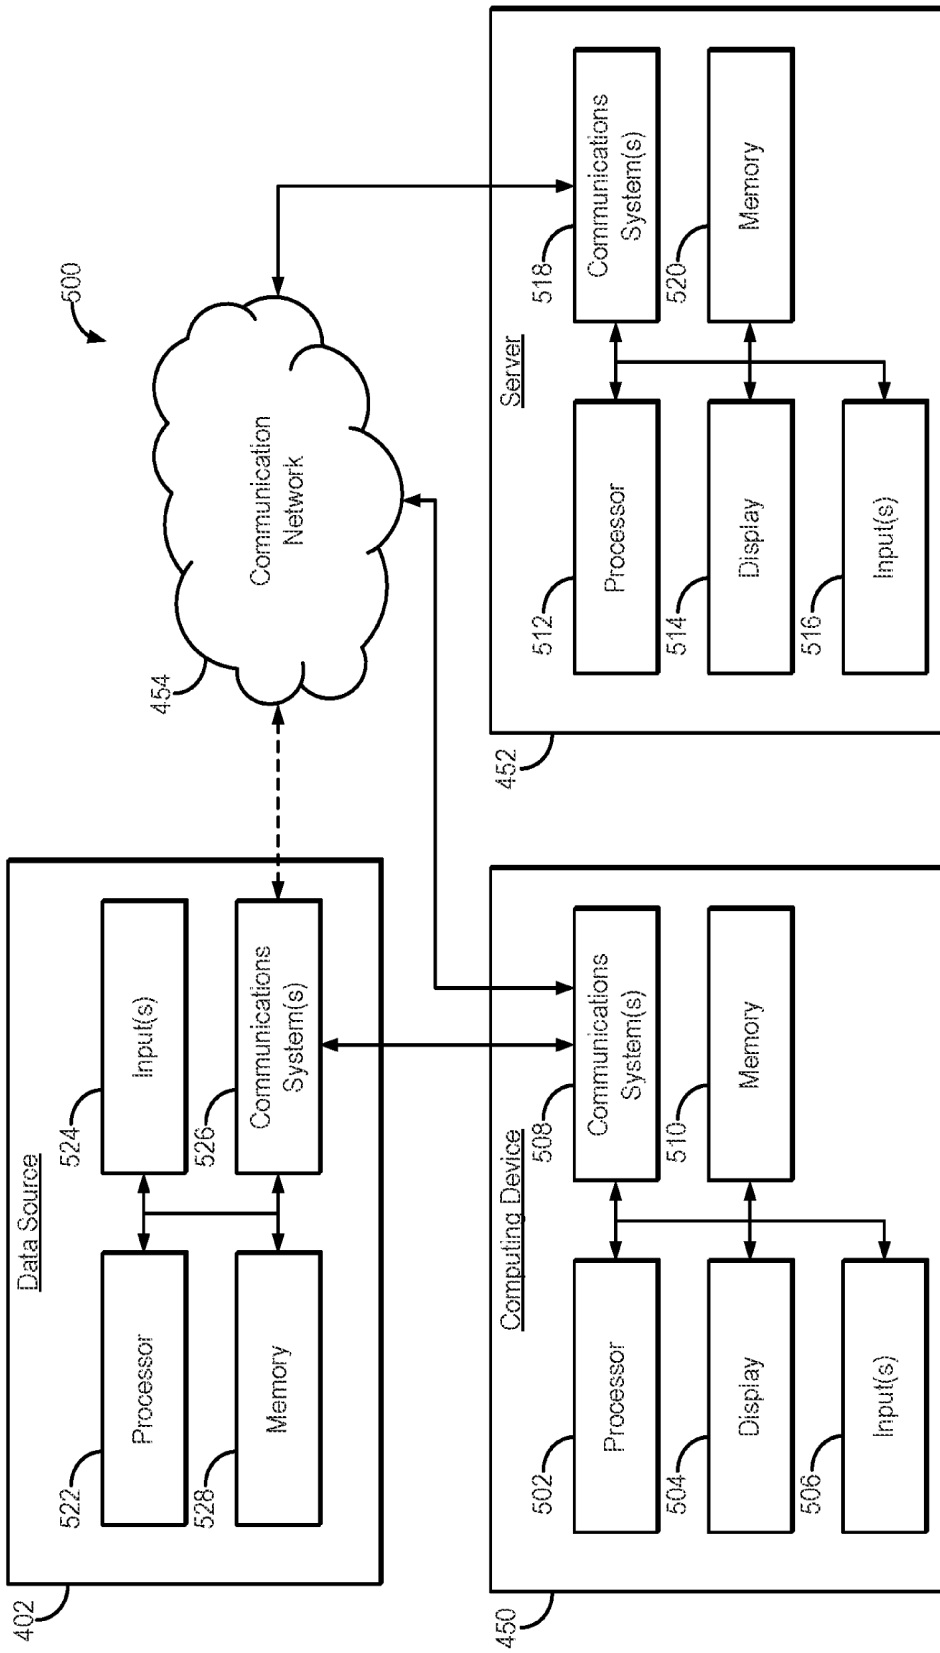 500
402
Data Source
522
Processor
524
Input(s)
528
Memory
526
Communications
System(s)
454
Communication
Network
450
Computing Device
502
Processor
508
Communications
System(s)
504
Display
510
Memory
506
Input(s)
452
Server
512
Processor
518
Communications
System(s)
514
Display
520
Memory
516
Input(s)